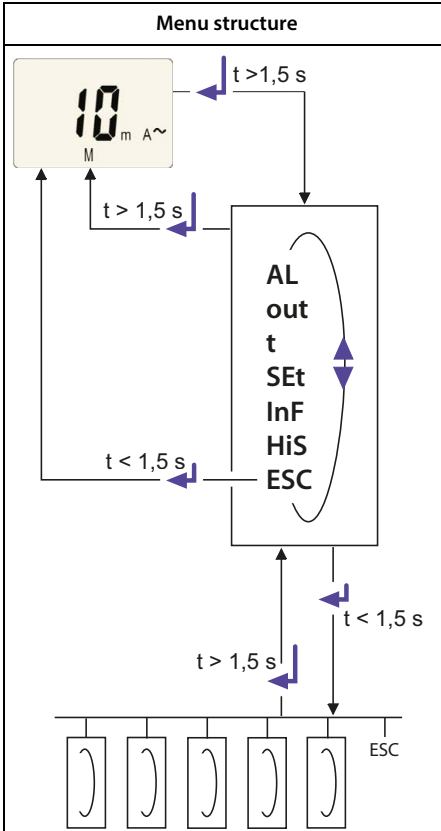 Menu structure
t >1,5 s
10 m A~
M
t > 1,5 s
AL
out
t
SEt
InF
HiS
ESC
t < 1,5 s
t < 1,5 s
t > 1,5 s
ESC